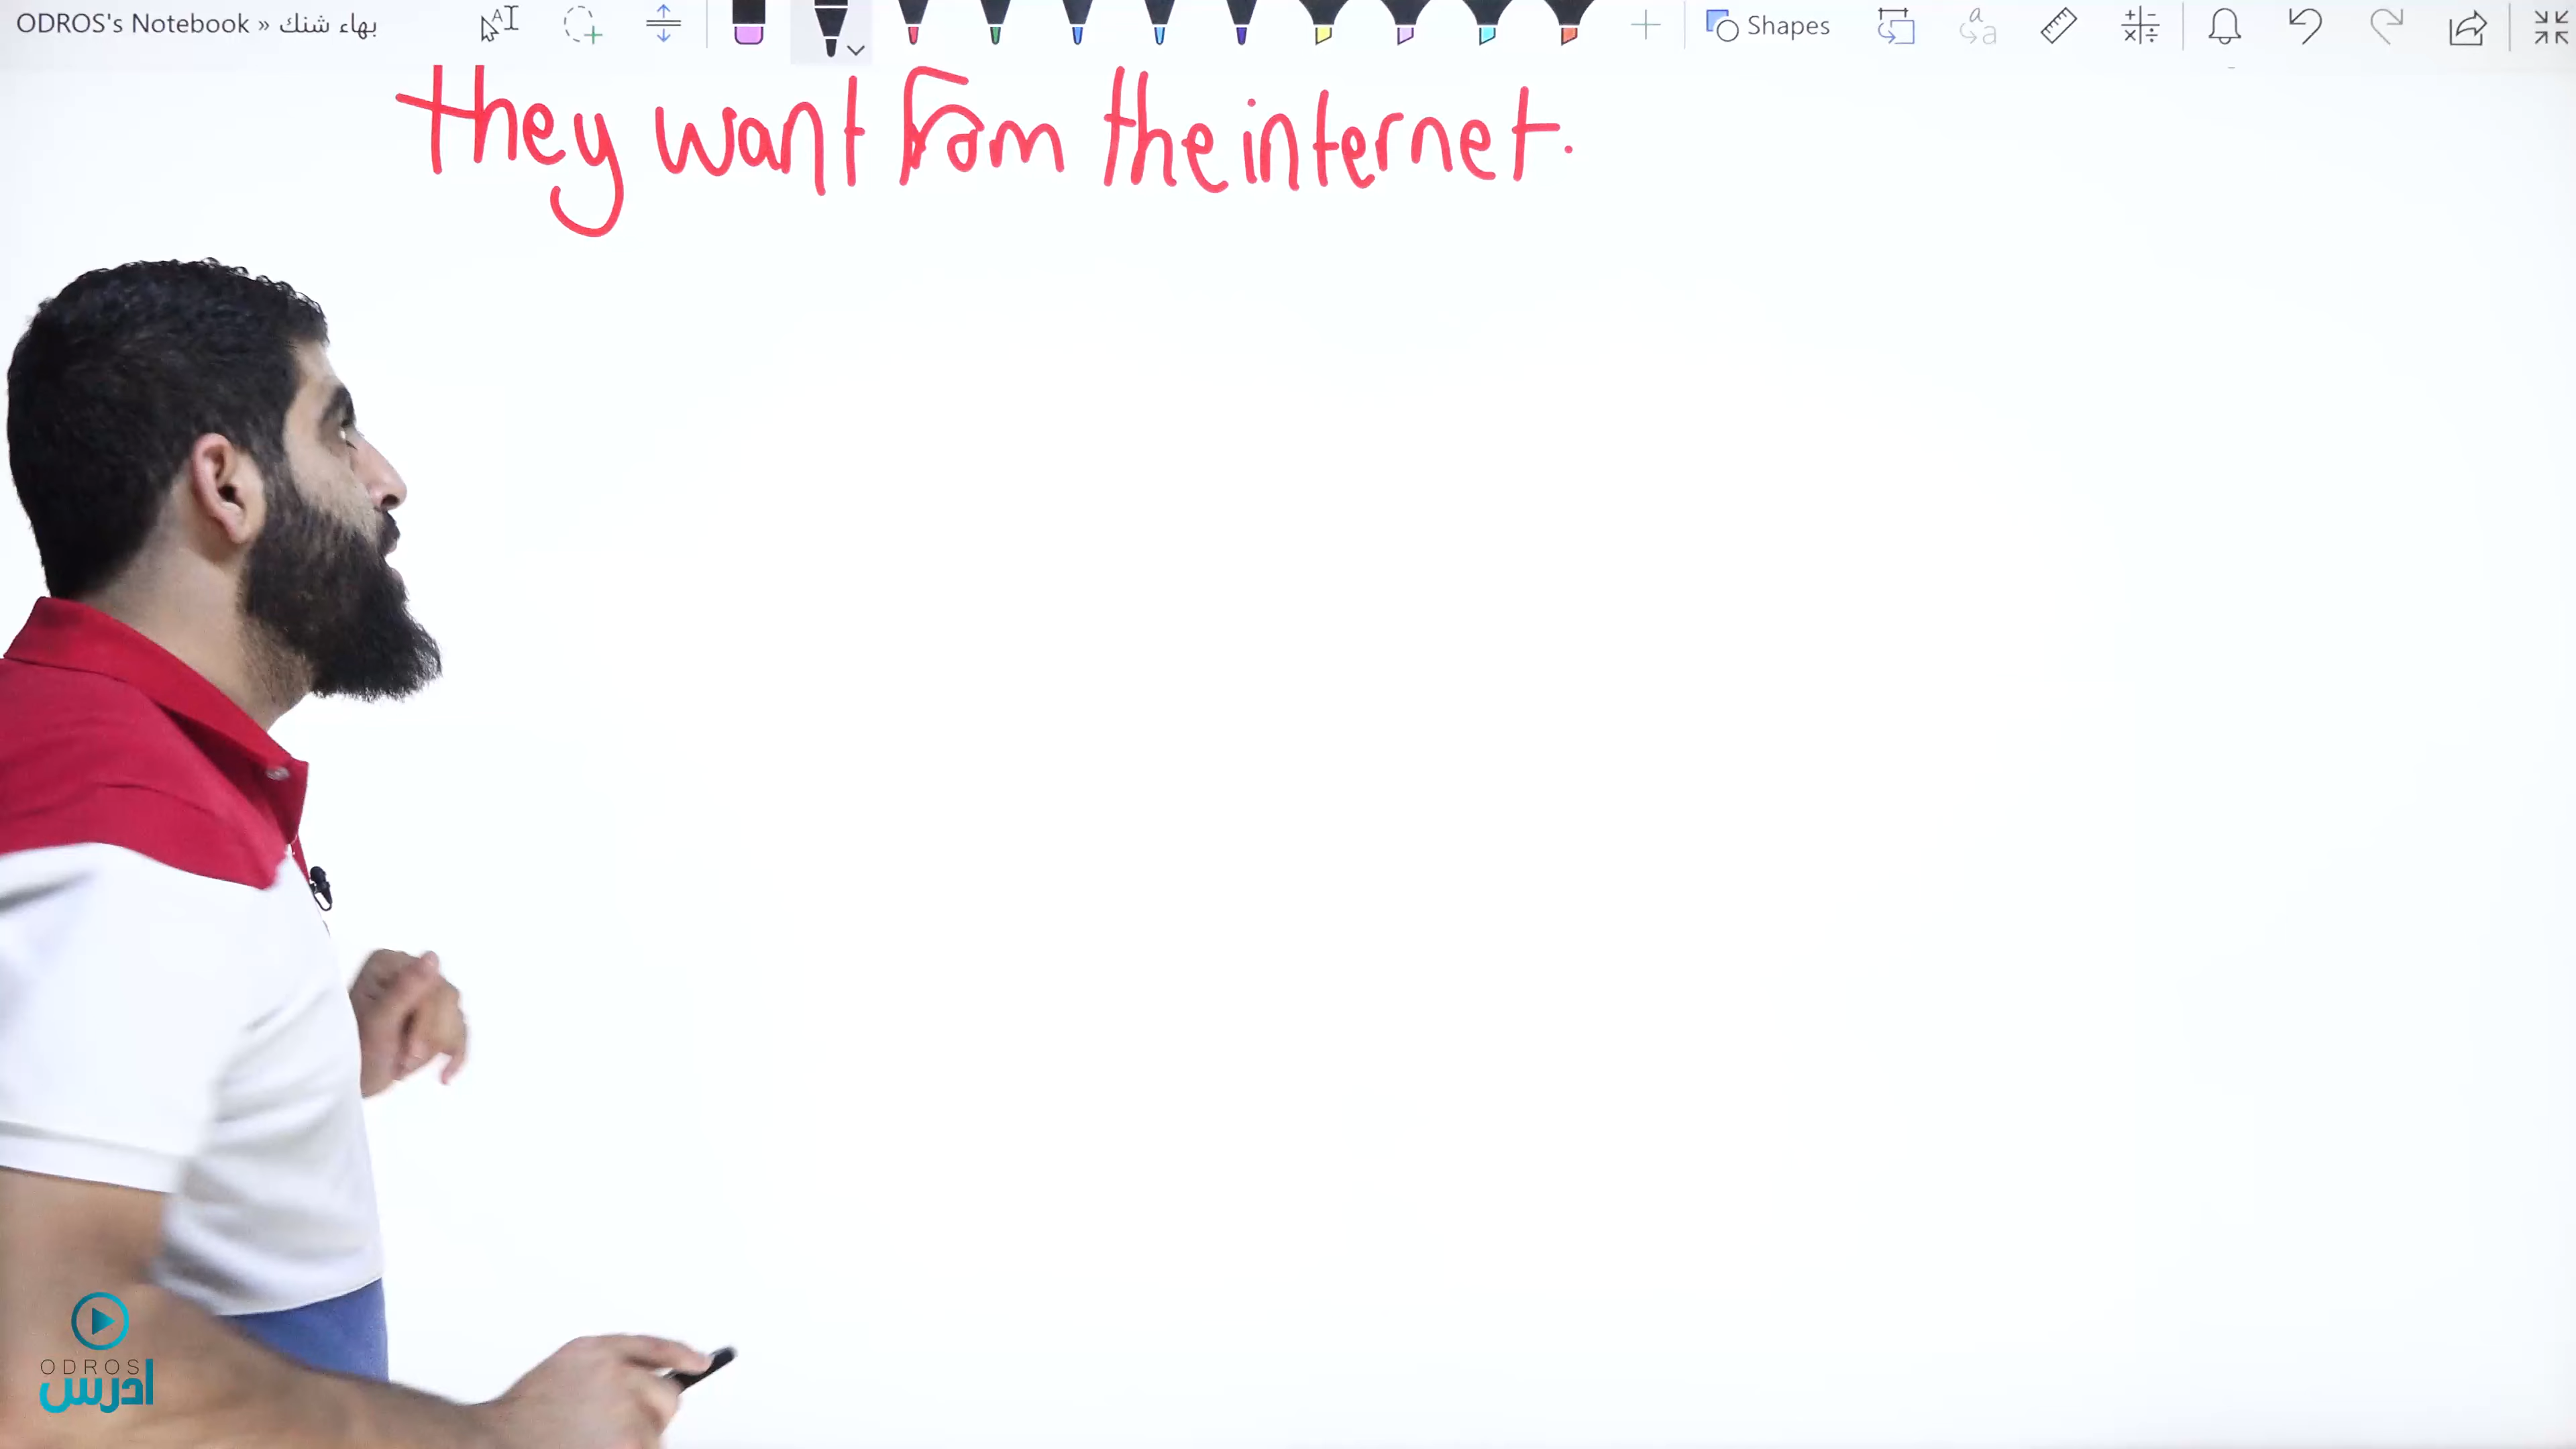 ODROS's Notebook » بهاء شنك
Shapes
they want from the internet.
ODROS
ادرس